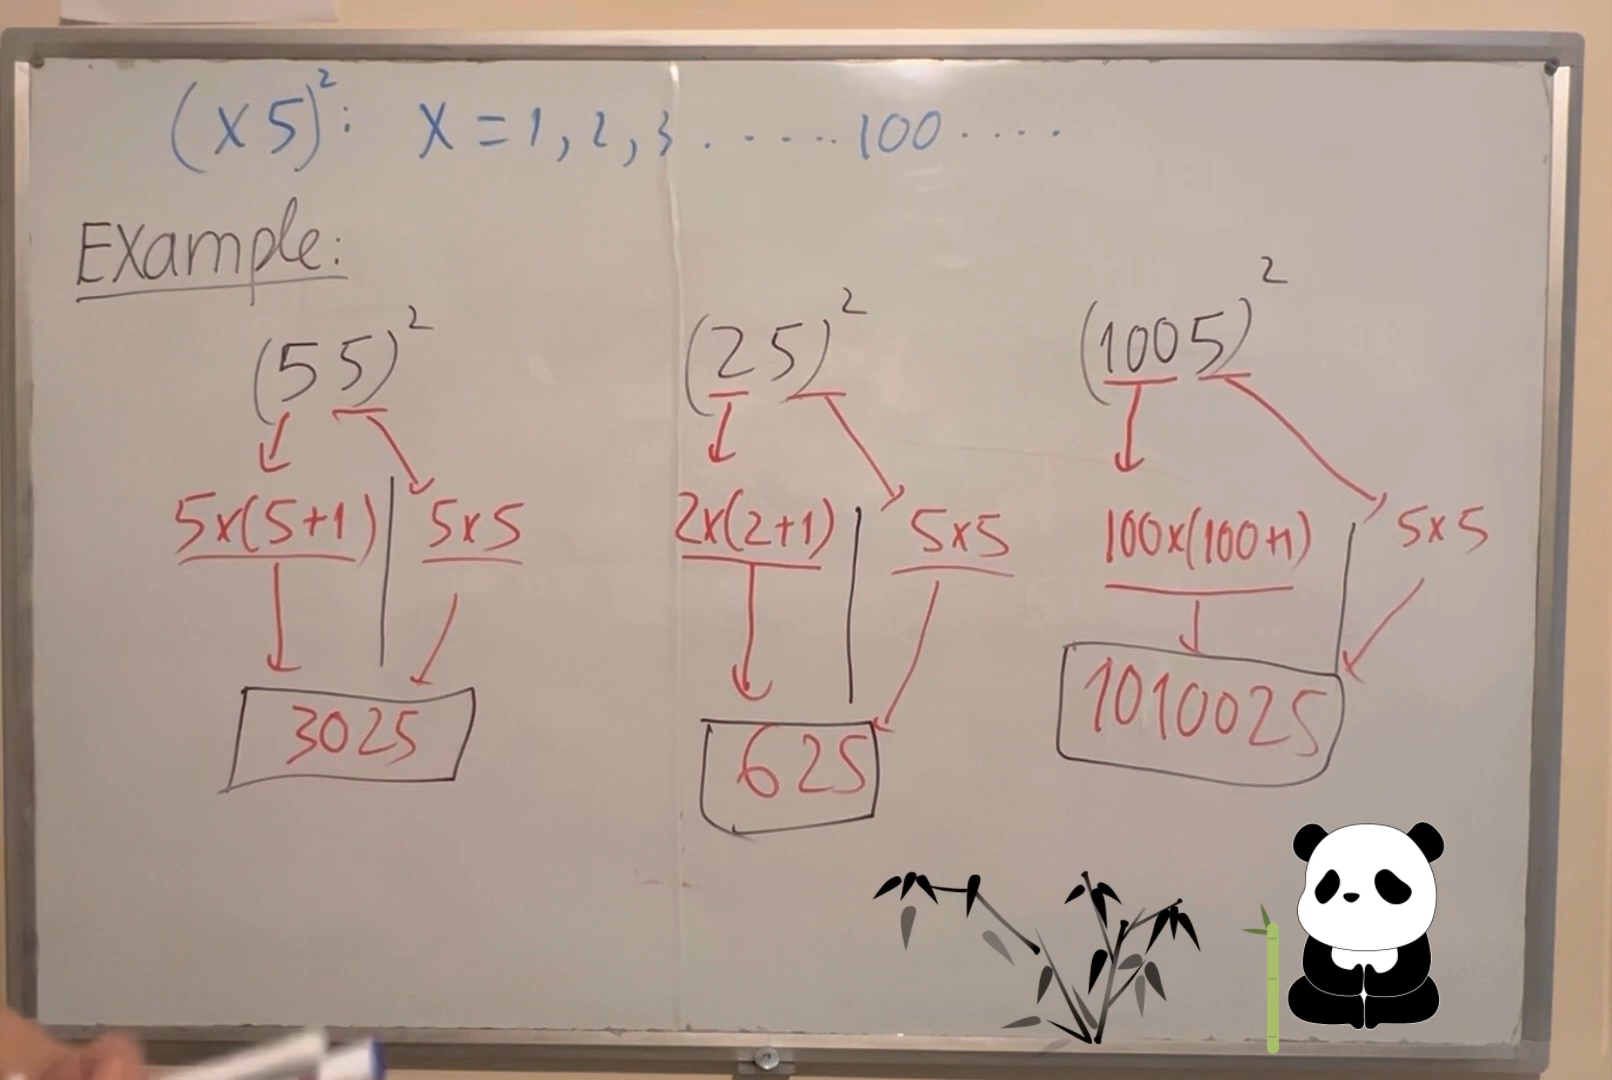 (x5)²: x = 1, 2, 3 . - - - .. 100 . . . .
Example:
(55)² (25)² (1005)²
5x(5+1) | 5x5 2x(2+1) | 5x5 100x(100+1) | 5x5
3025 625 1010025